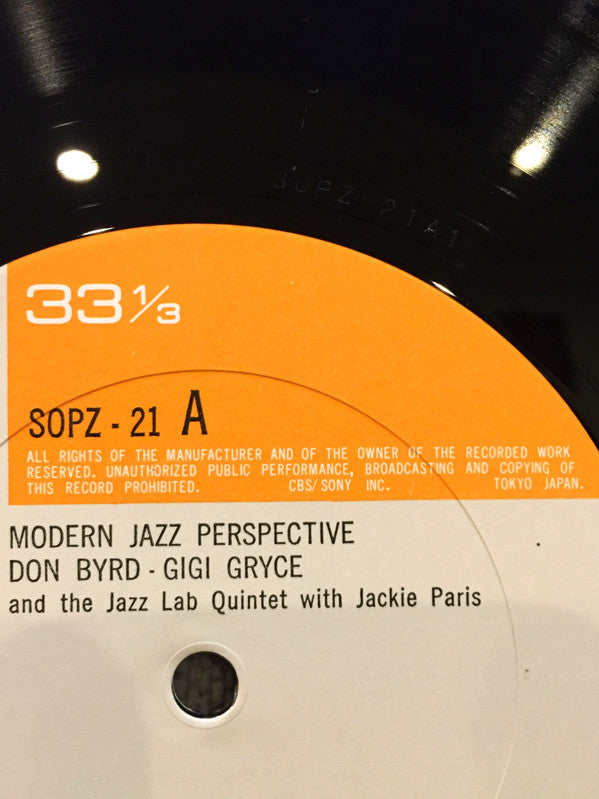 SOPZ-21A1
33 1/3
SOPZ - 21 A
ALL RIGHTS OF THE MANUFACTURER AND OF THE OWNER OF THE RECORDED WORK
RESERVED. UNAUTHORIZED PUBLIC PERFORMANCE, BROADCASTING AND COPYING OF
THIS RECORD PROHIBITED. CBS/SONY INC. TOKYO JAPAN.
MODERN JAZZ PERSPECTIVE
DON BYRD - GIGI GRYCE
and the Jazz Lab Quintet with Jackie Paris